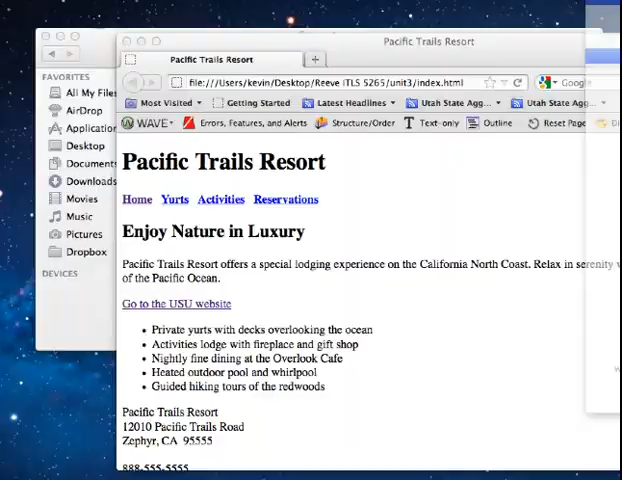 FAVORITES
All My File
AirDrop
Application
Desktop
Documents
Downloads
Movies
Music
Pictures
Dropbox
DEVICES
Pacific Trails Resort
Pacific Trails Resort
file:///Users/kevin/Desktop/Reeve ITLS 5265/unit3/index.html
Google
Most Visited
Getting Started
Latest Headlines
Utah State Agg...
Utah State Agg...
WAVE
Errors, Features, and Alerts
Structure/Order
Text-only
Outline
Reset Page
Pacific Trails Resort
Home Yurts Activities Reservations
Enjoy Nature in Luxury
Pacific Trails Resort offers a special lodging experience on the California North Coast. Relax in serenity
of the Pacific Ocean.
Go to the USU website
• Private yurts with decks overlooking the ocean
• Activities lodge with fireplace and gift shop
• Nightly fine dining at the Overlook Cafe
• Heated outdoor pool and whirlpool
• Guided hiking tours of the redwoods
Pacific Trails Resort
12010 Pacific Trails Road
Zephyr, CA 95555
888-555-5555